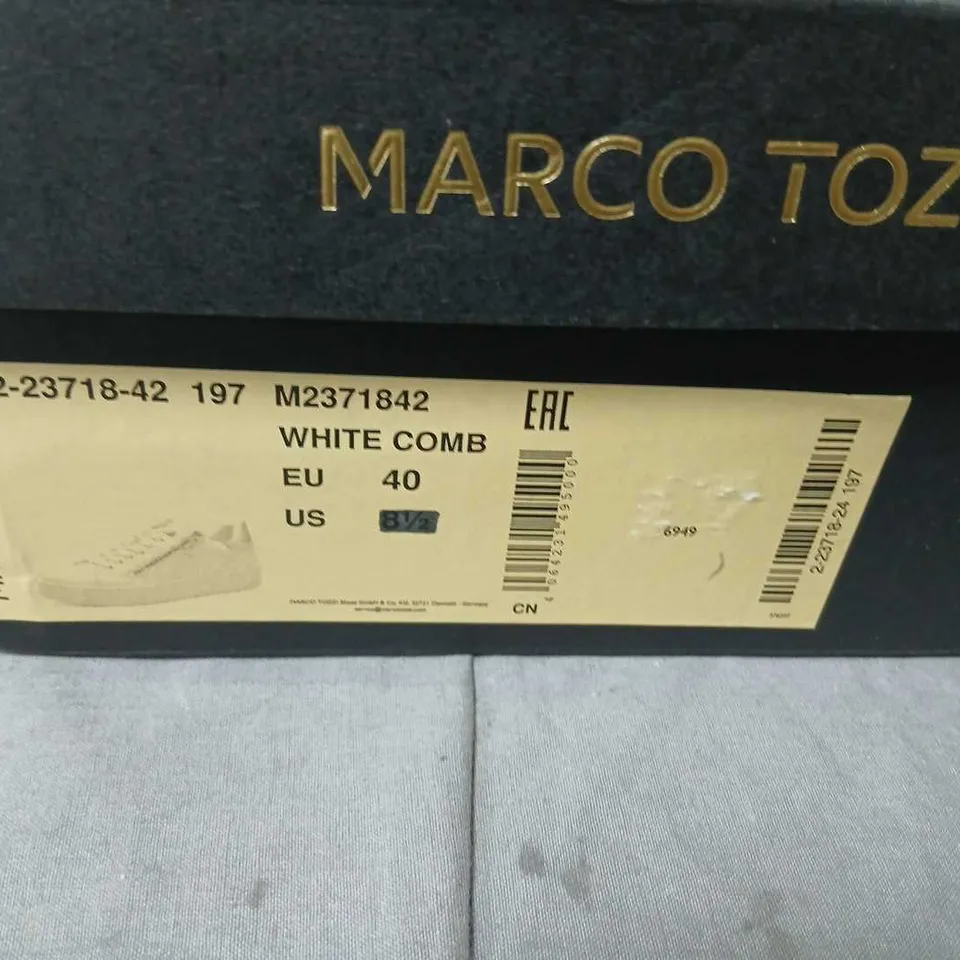 MARCO TOZ
2-23718-42 197 M2371842
WHITE COMB
EU 40
US 8½
EAC
CN
6949
2-23718-24 197